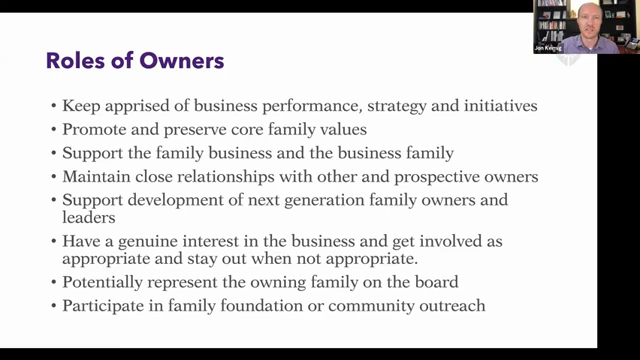 Roles of Owners
• Keep apprised of business performance, strategy and initiatives
• Promote and preserve core family values
• Support the family business and the business family
• Maintain close relationships with other and prospective owners
• Support development of next generation family owners and
leaders
• Have a genuine interest in the business and get involved as
appropriate and stay out when not appropriate.
• Potentially represent the owning family on the board
• Participate in family foundation or community outreach